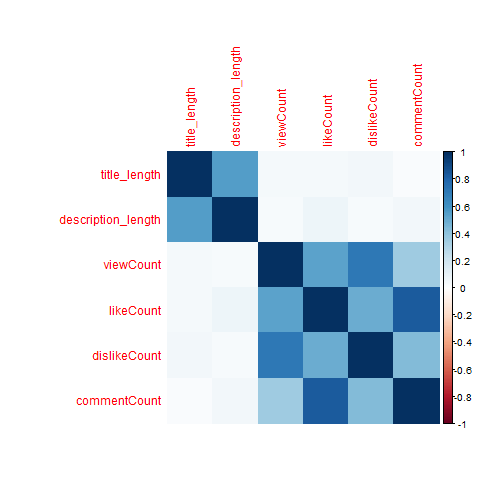 title_length
description_length
viewCount
likeCount
dislikeCount
commentCount
title_length
description_length
viewCount
likeCount
dislikeCount
commentCount
1
0.8
0.6
0.4
0.2
0
-0.2
-0.4
-0.6
-0.8
-1